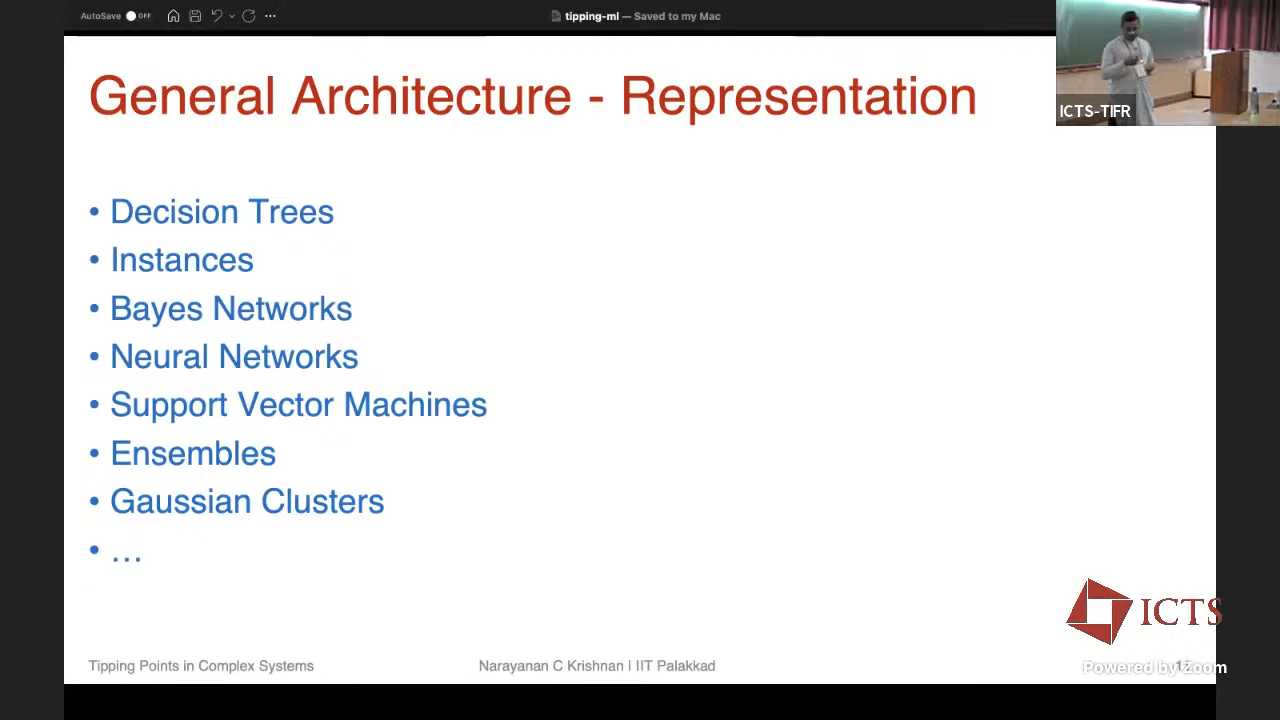 AutoSave OFF
tipping-ml — Saved to my Mac
ICTS-TIFR
General Architecture - Representation
• Decision Trees
• Instances
• Bayes Networks
• Neural Networks
• Support Vector Machines
• Ensembles
• Gaussian Clusters
• …
ICTS
Tipping Points in Complex Systems
Narayanan C Krishnan | IIT Palakkad
Powered by Zoom